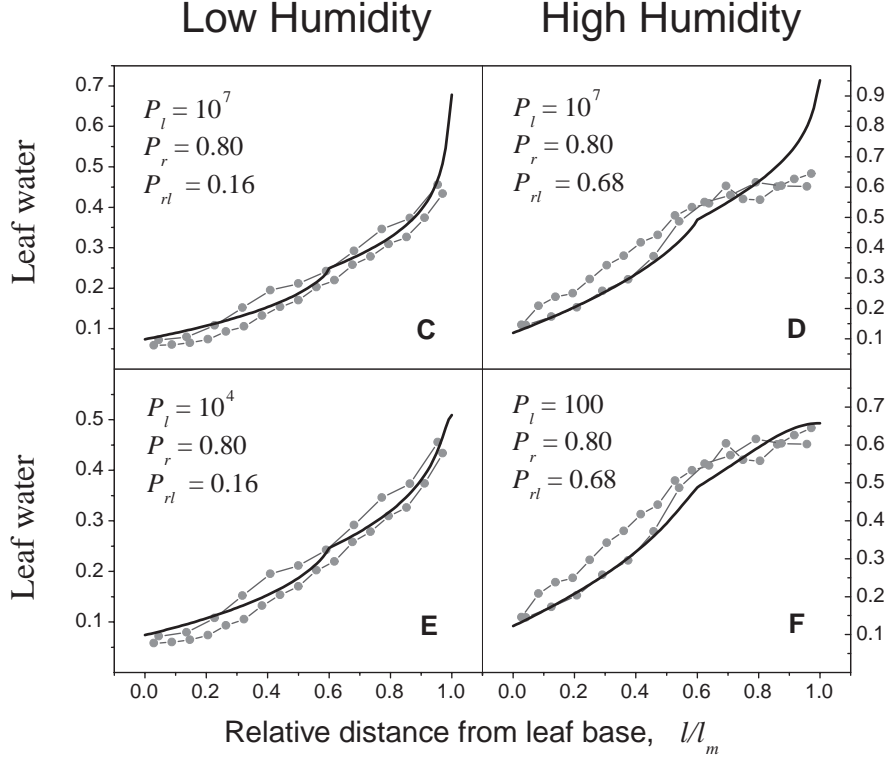 Low Humidity High Humidity
0.7
0.6
0.5
0.4
0.3
0.2
0.1
Leaf water
P_l = 10^7
P_r = 0.80
P_rl = 0.16
C
P_l = 10^7
P_r = 0.80
P_rl = 0.68
D
0.9
0.8
0.7
0.6
0.5
0.4
0.3
0.2
0.1
0.5
0.4
0.3
0.2
0.1
Leaf water
P_l = 10^4
P_r = 0.80
P_rl = 0.16
E
P_l = 100
P_r = 0.80
P_rl = 0.68
F
0.7
0.6
0.5
0.4
0.3
0.2
0.1
0.0 0.2 0.4 0.6 0.8 1.0 0.0 0.2 0.4 0.6 0.8 1.0
Relative distance from leaf base, l/l_m